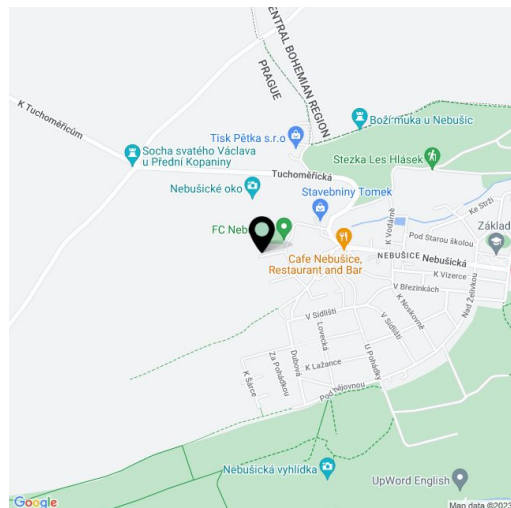 K Tuchoměřicům
CENTRAL BOHEMIAN REGION
PRAGUE
Tisk Pětka s.r.o
Boží muka u Nebušic
Socha svatého Václava
u Přední Kopaniny
Stezka Les Hlásek
Tuchoměřická
Nebušické oko
Stavebniny Tomek
FC Neb
K Vodárně
Ke Strži
Pod Starou školou
Základ
Cafe Nebušice,
Restaurant and Bar
NEBUŠICE
Nebušická
K Vizerce
V Březinkách
Nad Želivkou
K Noskovně
V Sídlišti
V Sídlišti
Lovecká
U Pohádky
Dubová
Za Pohádkou
K Lažance
K Šárce
Nebušická vyhlídka
UpWord English
Google
Map data ©2023